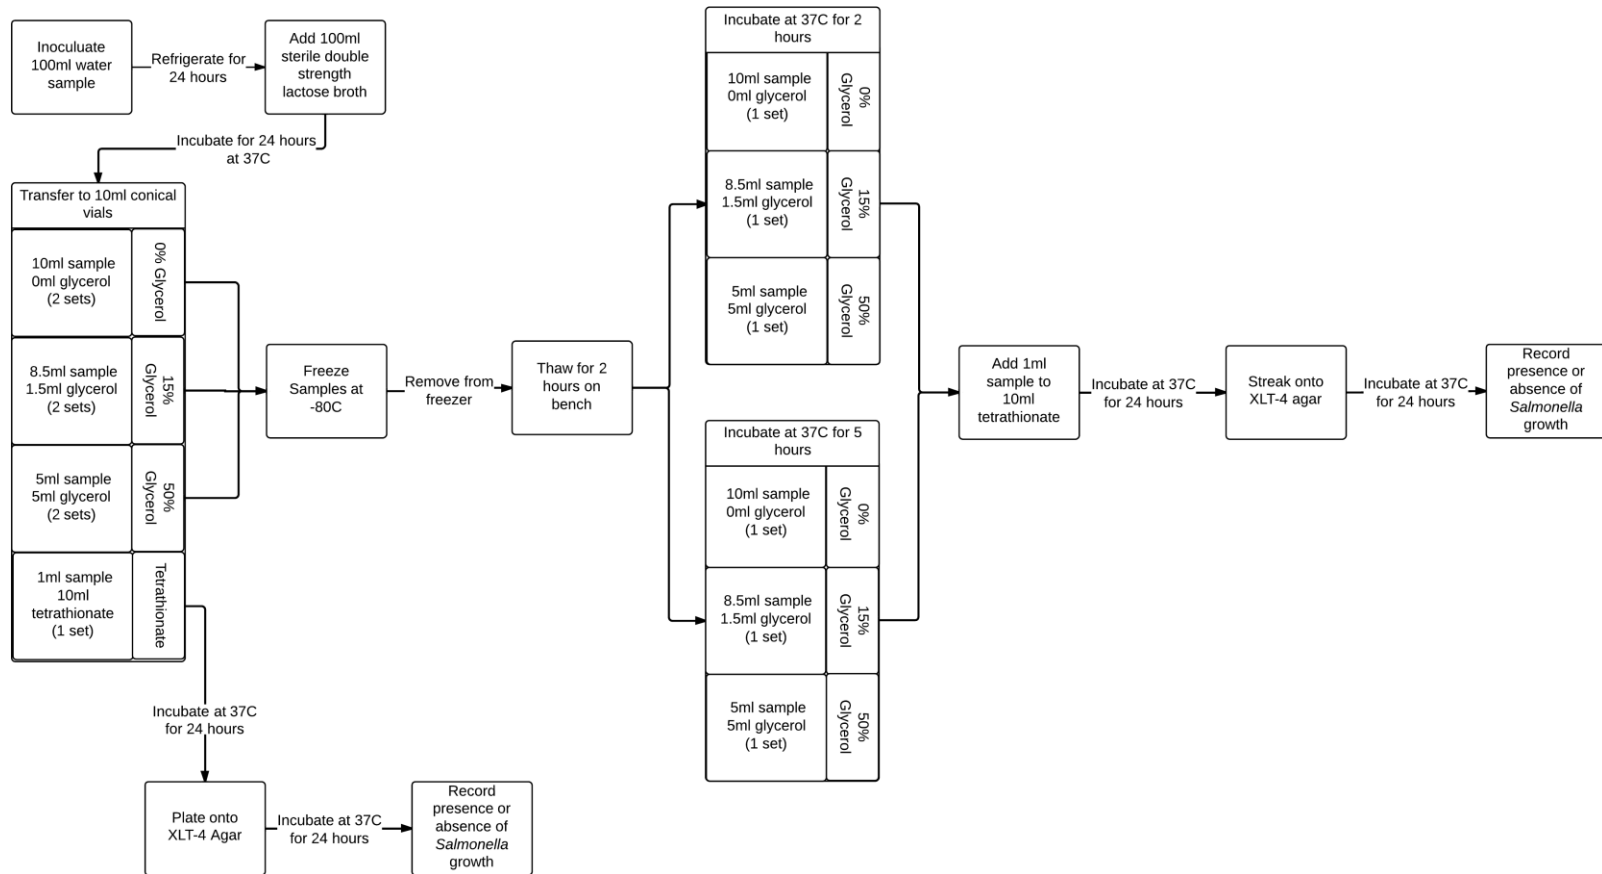 Inoculuate
100ml water
sample
Refrigerate for
24 hours
Add 100ml
sterile double
strength
lactose broth
Incubate for 24 hours
at 37C
Transfer to 10ml conical
vials
10ml sample
0ml glycerol
(2 sets)
0% Glycerol
8.5ml sample
1.5ml glycerol
(2 sets)
15%
Glycerol
5ml sample
5ml glycerol
(2 sets)
50%
Glycerol
1ml sample
10ml
tetrathionate
(1 set)
Tetrathionate
Incubate at 37C
for 24 hours
Plate onto
XLT-4 Agar
Incubate at 37C
for 24 hours
Record
presence or
absence of
Salmonella
growth
Freeze
Samples at
-80C
Remove from
freezer
Thaw for 2
hours on
bench
Incubate at 37C for 2
hours
10ml sample
0ml glycerol
(1 set)
0%
Glycerol
8.5ml sample
1.5ml glycerol
(1 set)
15%
Glycerol
5ml sample
5ml glycerol
(1 set)
50%
Glycerol
Incubate at 37C for 5
hours
10ml sample
0ml glycerol
(1 set)
0%
Glycerol
8.5ml sample
1.5ml glycerol
(1 set)
15%
Glycerol
5ml sample
5ml glycerol
(1 set)
50%
Glycerol
Add 1ml
sample to
10ml
tetrathionate
Incubate at 37C
for 24 hours
Streak onto
XLT-4 agar
Incubate at 37C
for 24 hours
Record
presence or
absence of
Salmonella
growth